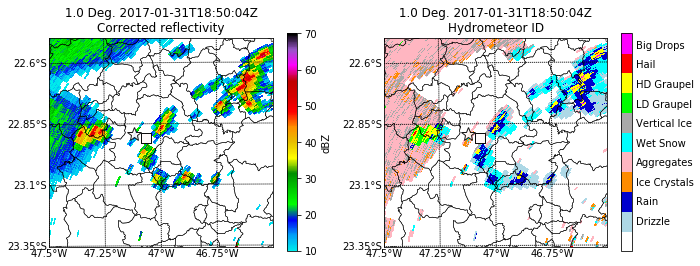 1.0 Deg. 2017-01-31T18:50:04Z
Corrected reflectivity
22.6°S
22.85°S
23.1°S
23.35°S
47.5°W
47.25°W
47°W
46.75°W
70
60
50
40
30
20
10
dBZ
1.0 Deg. 2017-01-31T18:50:04Z
Hydrometeor ID
22.6°S
22.85°S
23.1°S
23.35°S
47.5°W
47.25°W
47°W
46.75°W
Big Drops
Hail
HD Graupel
LD Graupel
Vertical Ice
Wet Snow
Aggregates
Ice Crystals
Rain
Drizzle